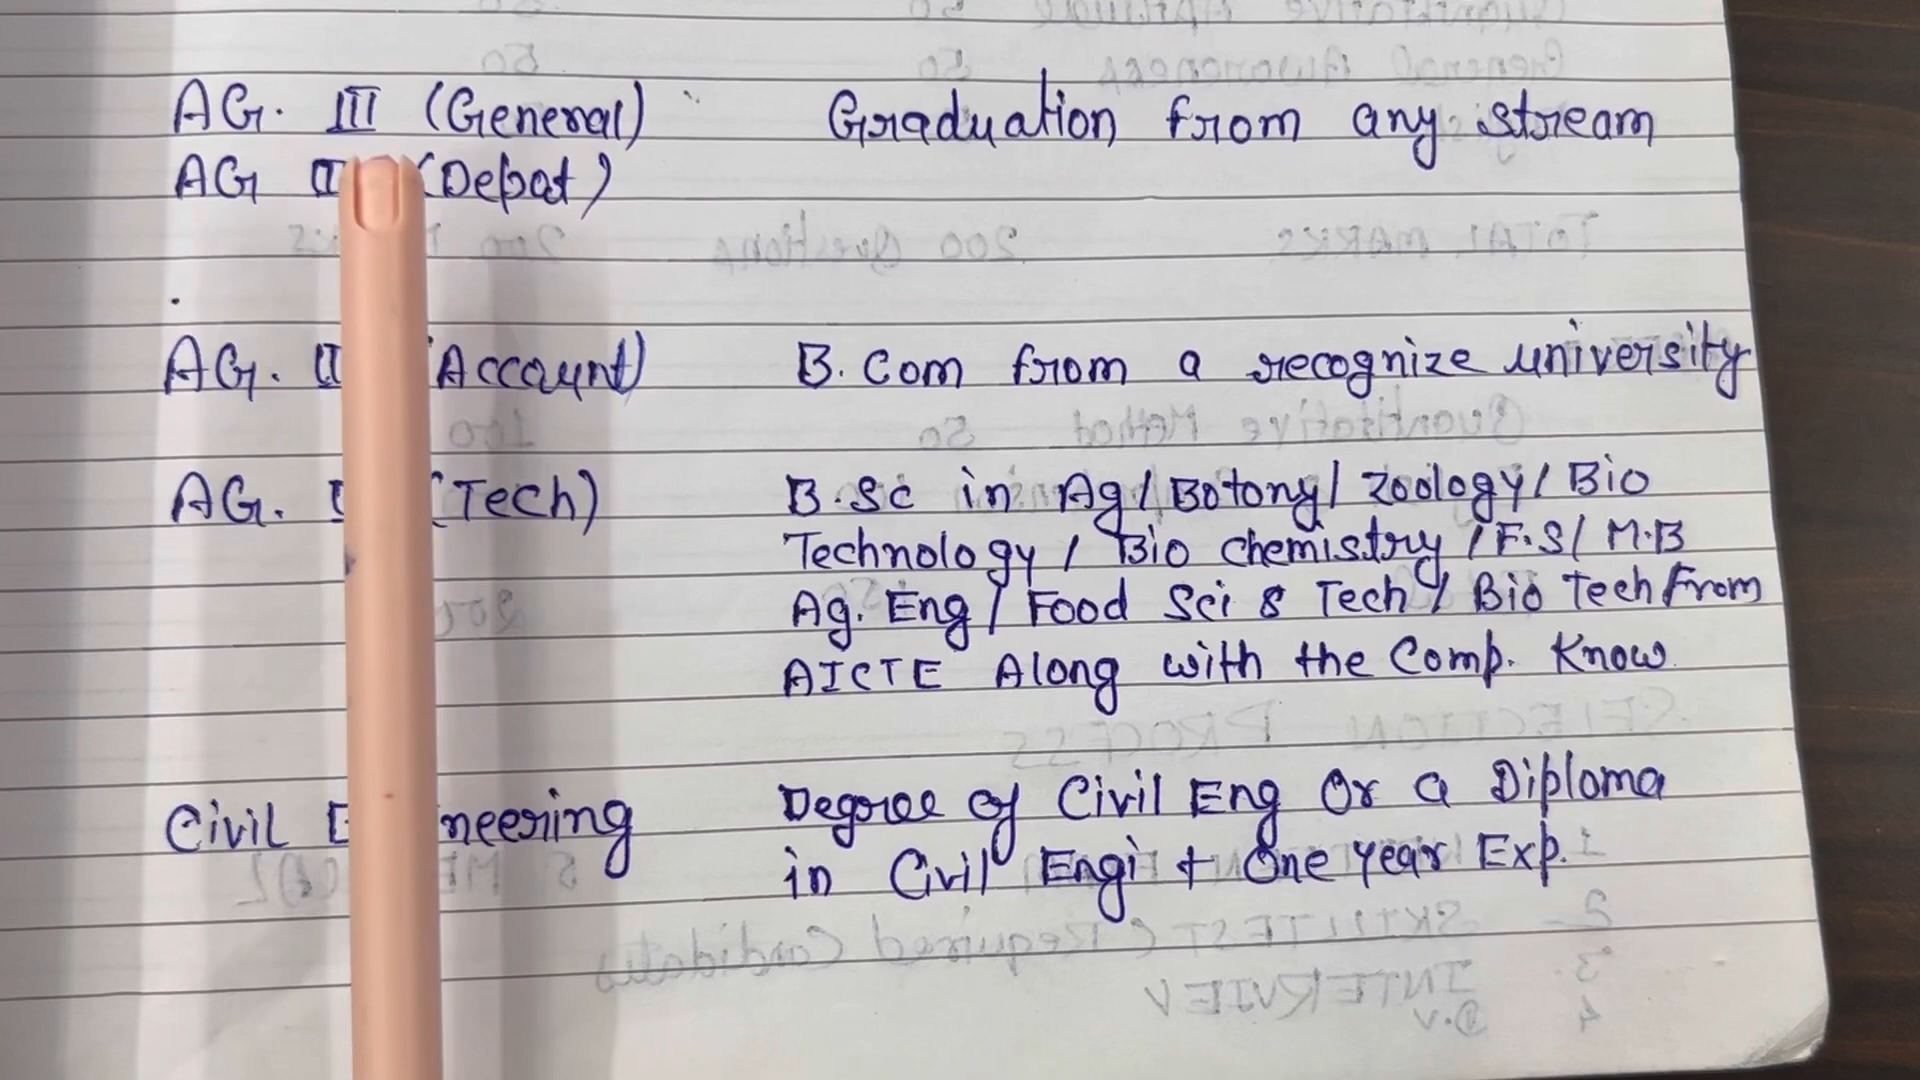 AG. III (General) Graduation from any stream
AG (Depot)
AG. Account) B. Com from a recognize university
AG. (Tech) B.Sc in Ag / Botony / Zoology / Bio
Technology / Bio chemistry / F.S / M.B
Ag. Eng / Food Sci & Tech / Bio Tech From
AICTE Along with the Comp. Know
Civil E neering Degree of Civil Eng Or a Diploma
in Civil Engi + One year Exp.